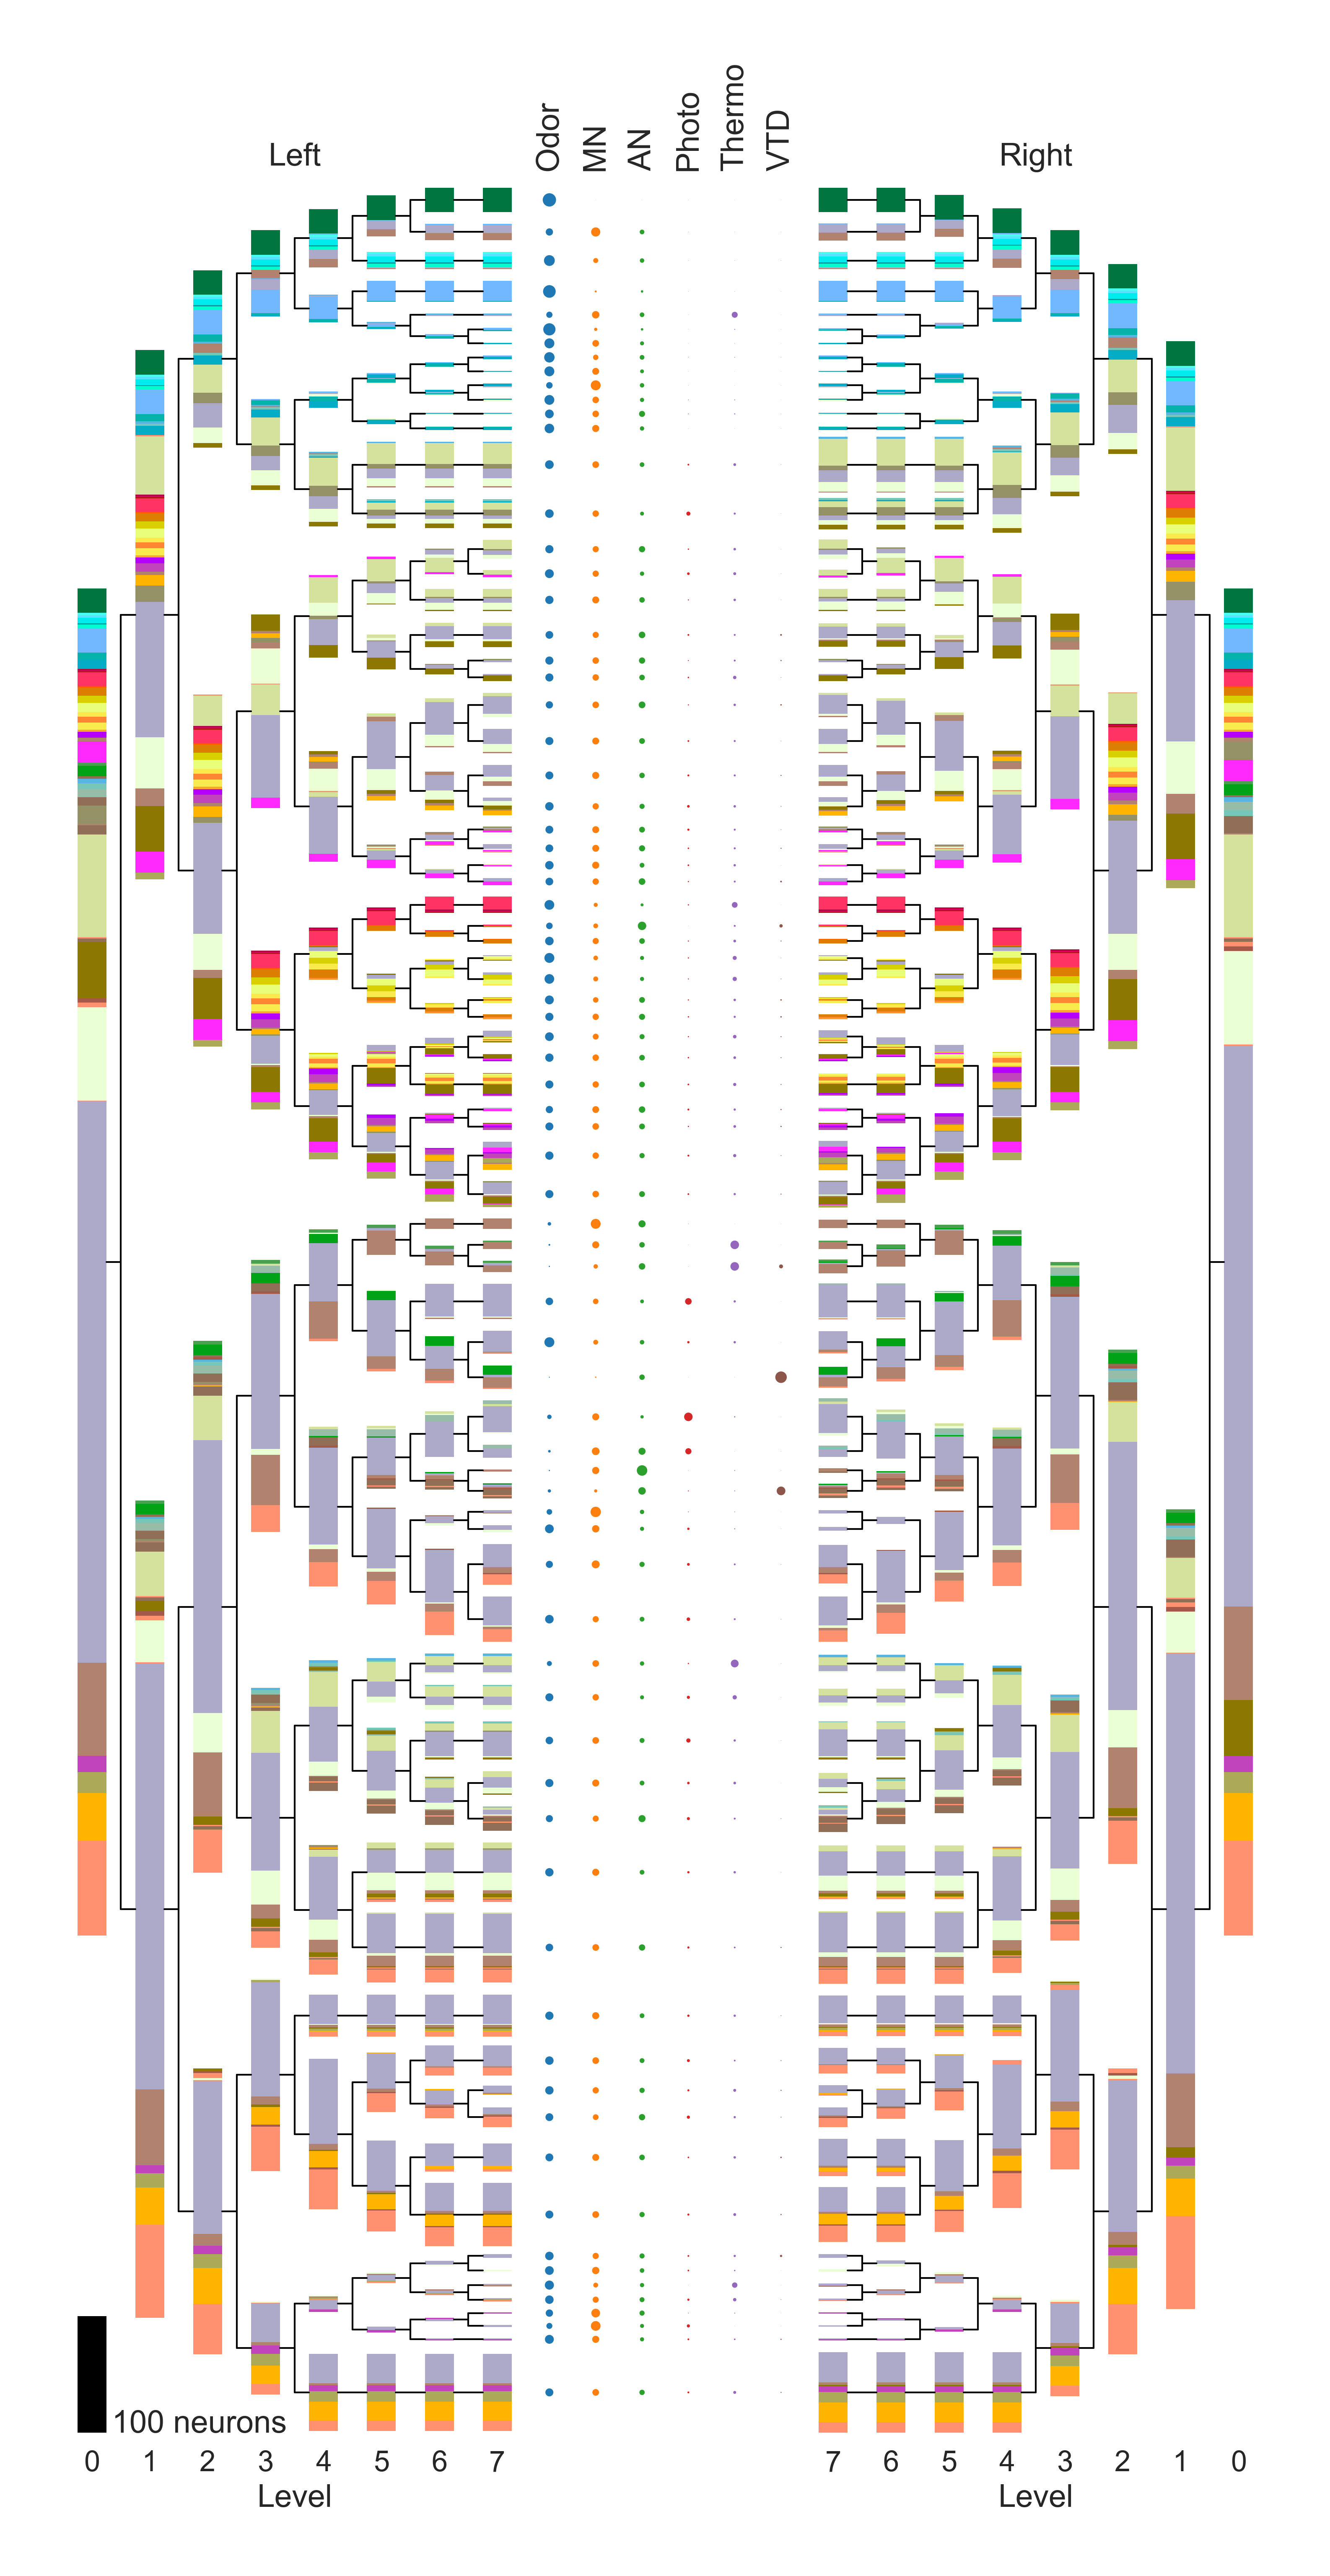 Left
Odor
MN
AN
Photo
Thermo
VTD
Right
100 neurons
0 1 2 3 4 5 6 7
7 6 5 4 3 2 1 0
Level
Level